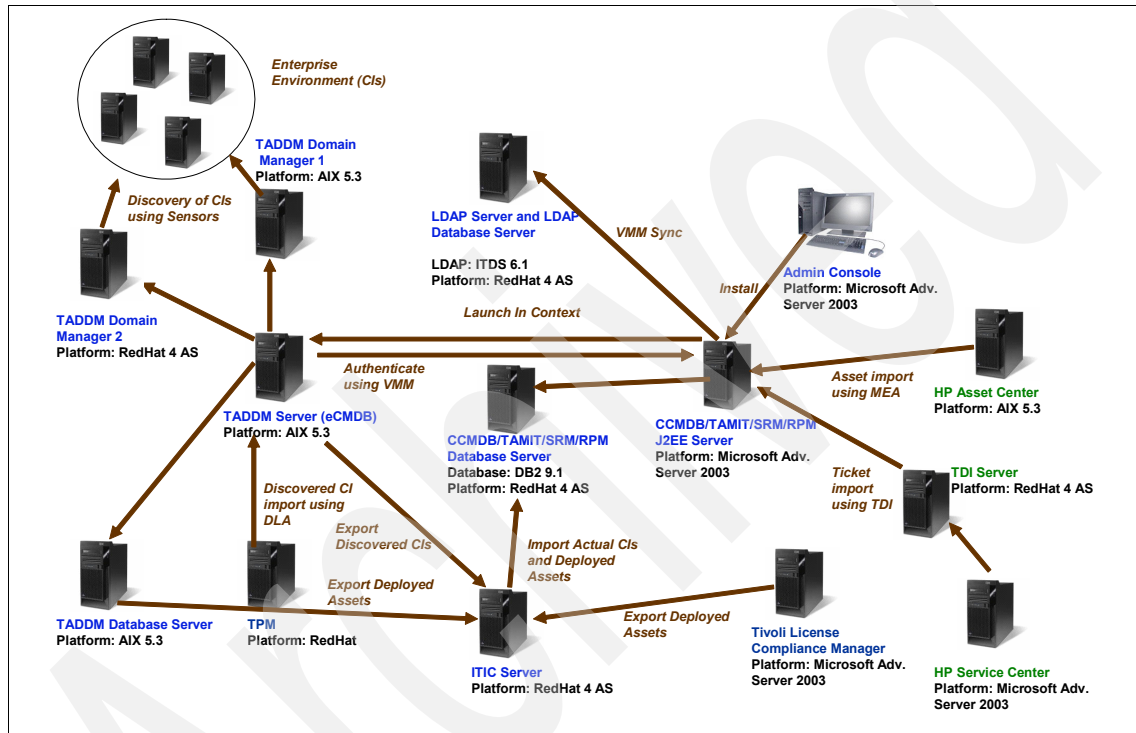 Enterprise
Environment (CIs)
TADDM Domain
Manager 1
Platform: AIX 5.3
Discovery of CIs
using Sensors
TADDM Domain
Manager 2
Platform: RedHat 4 AS
LDAP Server and LDAP
Database Server
LDAP: ITDS 6.1
Platform: RedHat 4 AS
VMM Sync
Admin Console
Platform: Microsoft Adv.
Server 2003
Install
Launch In Context
Authenticate
using VMM
TADDM Server (eCMDB)
Platform: AIX 5.3
CCMDB/TAMIT/SRM/RPM
Database Server
Database: DB2 9.1
Platform: RedHat 4 AS
CCMDB/TAMIT/SRM/RPM
J2EE Server
Platform: Microsoft Adv.
Server 2003
Asset import
using MEA
HP Asset Center
Platform: AIX 5.3
Ticket
import
using TDI
TDI Server
Platform: RedHat 4 AS
Discovered CI
import using
DLA
Export
Discovered CIs
Import Actual CIs
and Deployed
Assets
Export Deployed
Assets
Export Deployed
Assets
TADDM Database Server
Platform: AIX 5.3
TPM
Platform: RedHat
ITIC Server
Platform: RedHat 4 AS
Tivoli License
Compliance Manager
Platform: Microsoft Adv.
Server 2003
HP Service Center
Platform: Microsoft Adv.
Server 2003
Archived